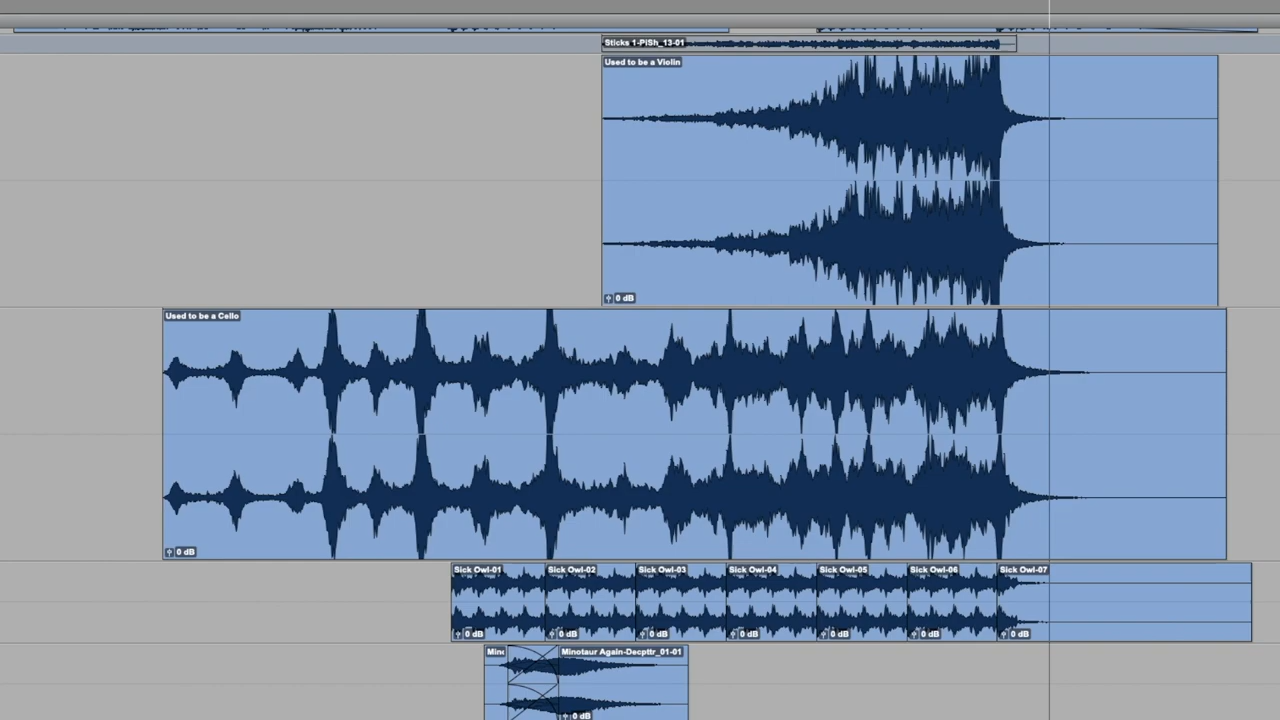 Sticks 1-PiSh_13-01
Used to be a Violin
0 dB
Used to be a Cello
0 dB
Sick Owl-01
Sick Owl-02
Sick Owl-03
Sick Owl-04
Sick Owl-05
Sick Owl-06
Sick Owl-07
0 dB
0 dB
0 dB
0 dB
0 dB
0 dB
0 dB
Mino
Minotaur Again-Decpttr_01-01
0 dB